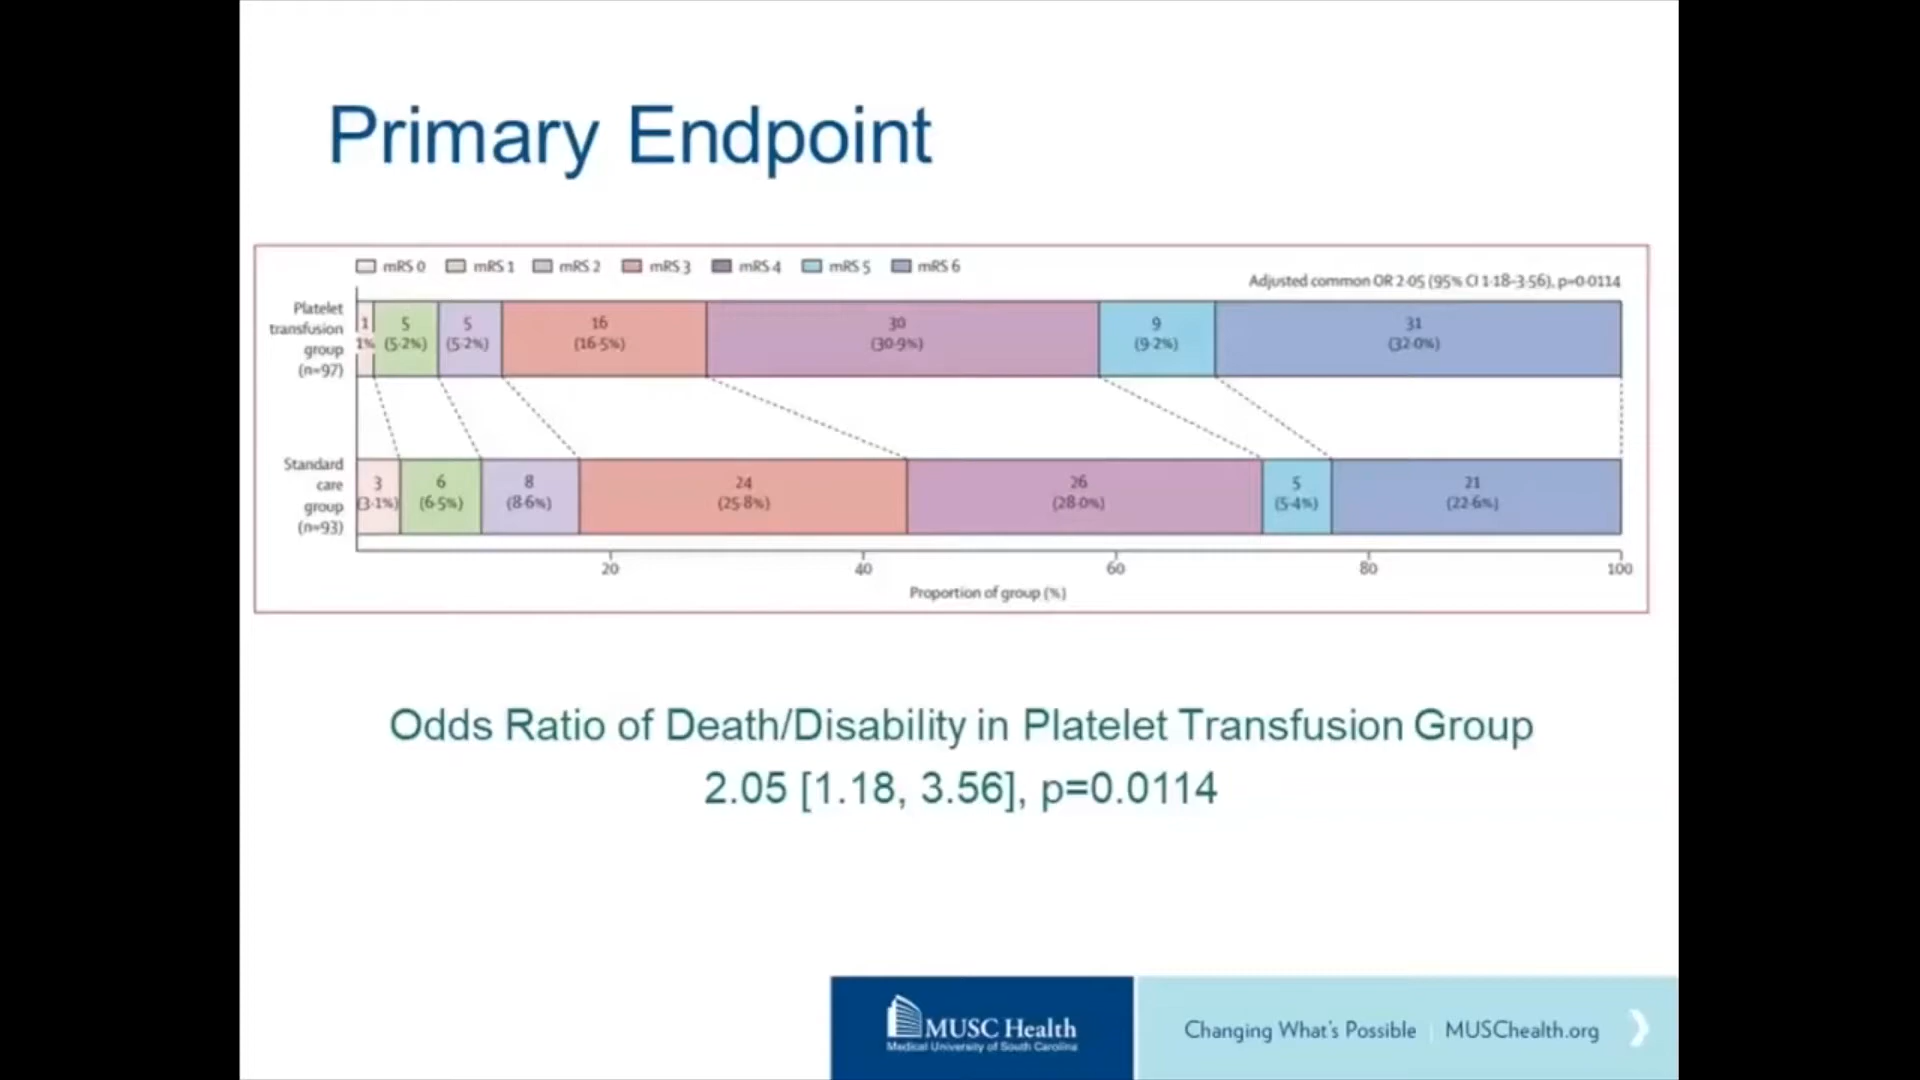 Primary Endpoint
mRS 0 mRS 1 mRS 2 mRS 3 mRS 4 mRS 5 mRS 6
Adjusted common OR 2·05 (95% CI 1·18–3·56), p=0·0114
Platelet
transfusion
group
(n=97)
1 5 5 16 30 9 31
1% (5·2%) (5·2%) (16·5%) (30·9%) (9·2%) (32·0%)
Standard
care
group
(n=93)
3 6 8 24 26 5 21
(3·1%) (6·5%) (8·6%) (25·8%) (28·0%) (5·4%) (22·6%)
20 40 60 80 100
Proportion of group (%)
Odds Ratio of Death/Disability in Platelet Transfusion Group
2.05 [1.18, 3.56], p=0.0114
MUSC Health
Medical University of South Carolina
Changing What's Possible | MUSChealth.org